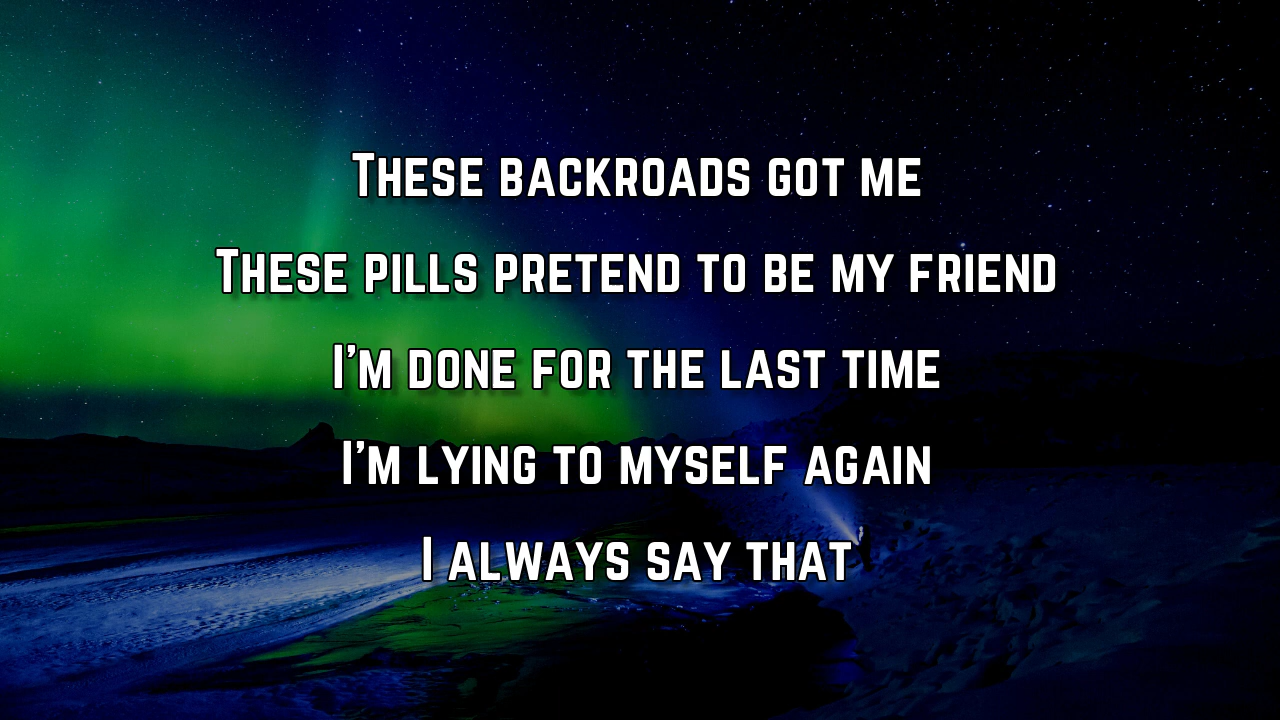 These backroads got me
These pills pretend to be my friend
I'm done for the last time
I'm lying to myself again
I always say that